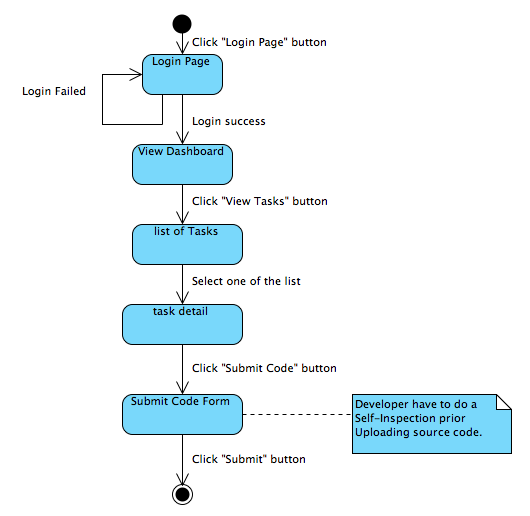 Click "Login Page" button
Login Page
Login Failed
Login success
View Dashboard
Click "View Tasks" button
list of Tasks
Select one of the list
task detail
Click "Submit Code" button
Submit Code Form
Developer have to do a
Self-Inspection prior
Uploading source code.
Click "Submit" button